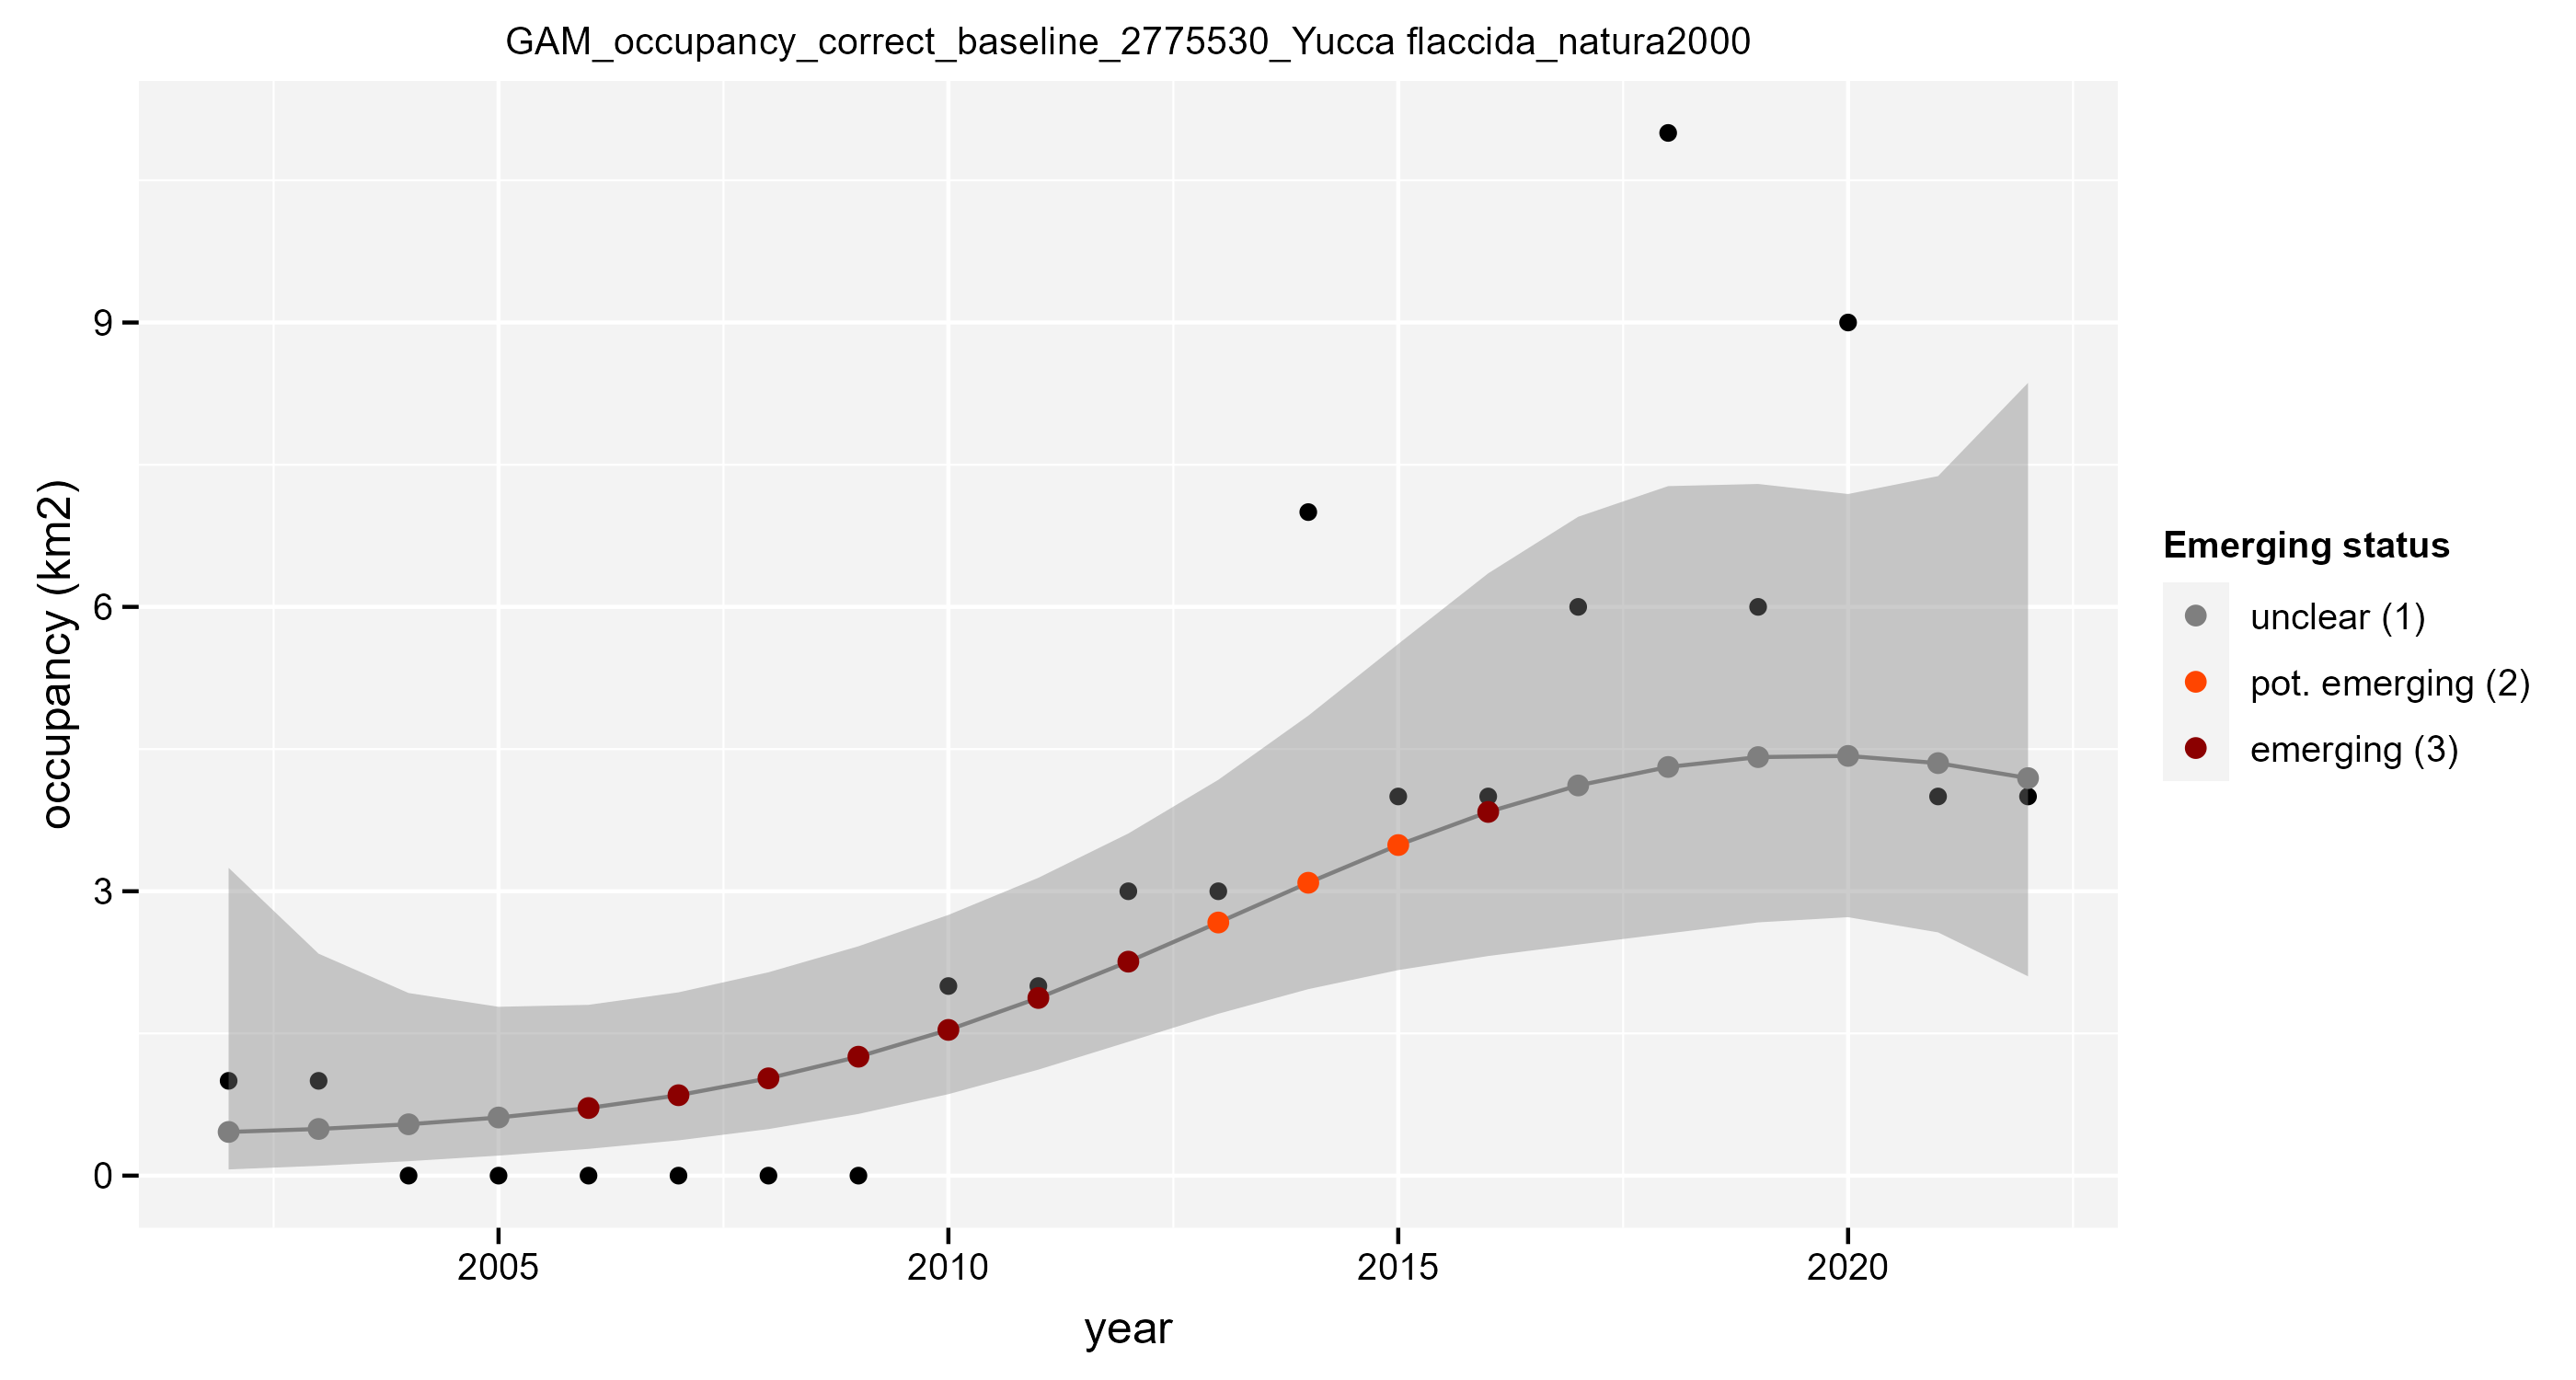 GAM_occupancy_correct_baseline_2775530_Yucca flaccida_natura2000
occupancy (km2)
9
6
3
0
2005
2010
2015
2020
year
Emerging status
unclear (1)
pot. emerging (2)
emerging (3)